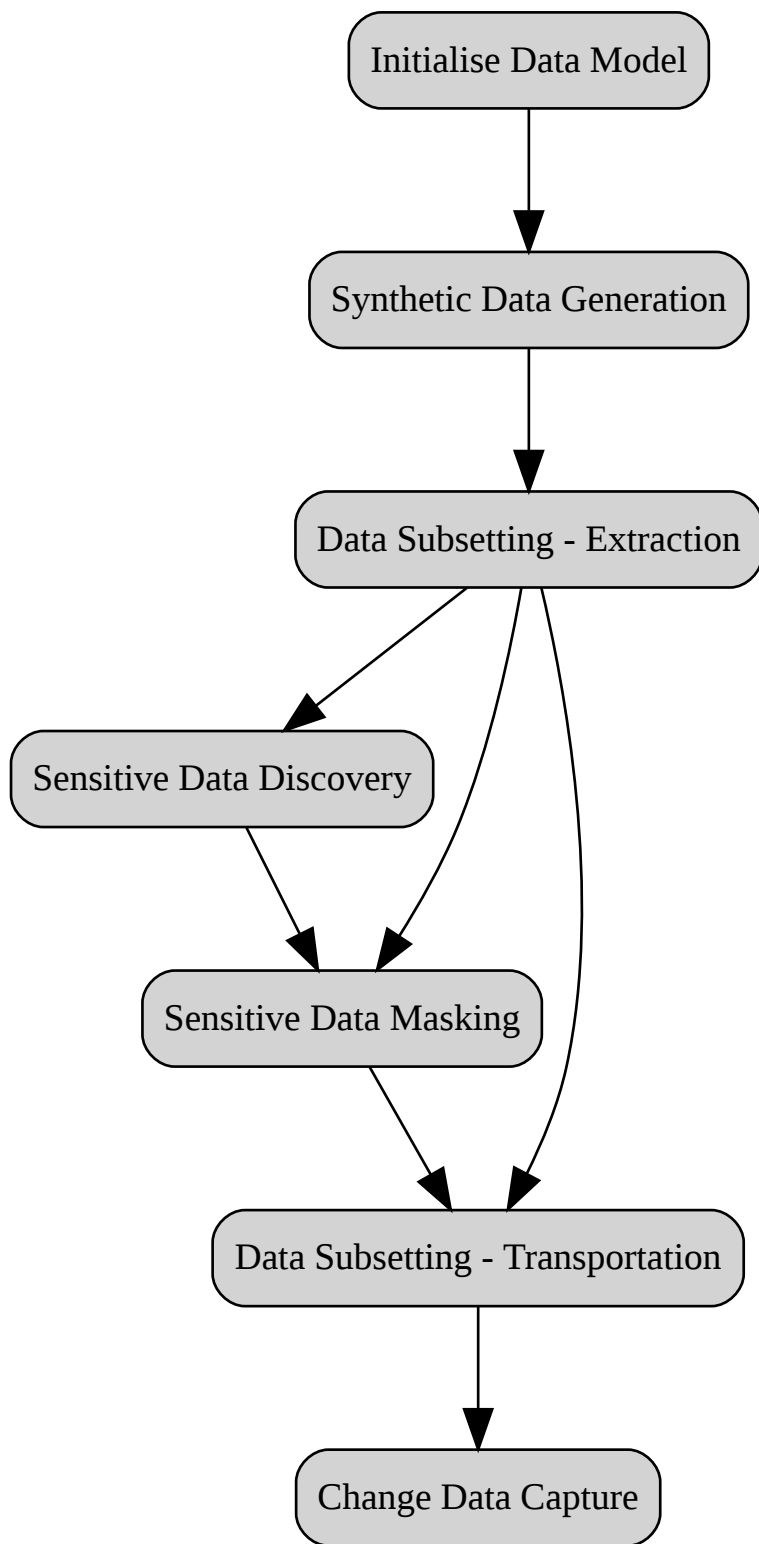 Initialise Data Model
Synthetic Data Generation
Data Subsetting - Extraction
Sensitive Data Discovery
Sensitive Data Masking
Data Subsetting - Transportation
Change Data Capture